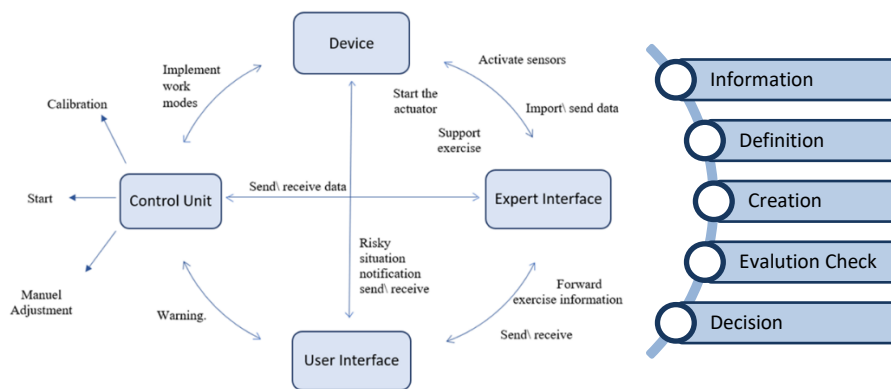 Device
Implement
work
modes
Activate sensors
Start the
actuator
Import\ send data
Support
exercise
Calibration
Start
Control Unit
Send\ receive data
Expert Interface
Manuel
Adjustment
Warning.
Risky
situation
notification
send\ receive
Forward
exercise information
Send\ receive
User Interface
Information
Definition
Creation
Evalution Check
Decision